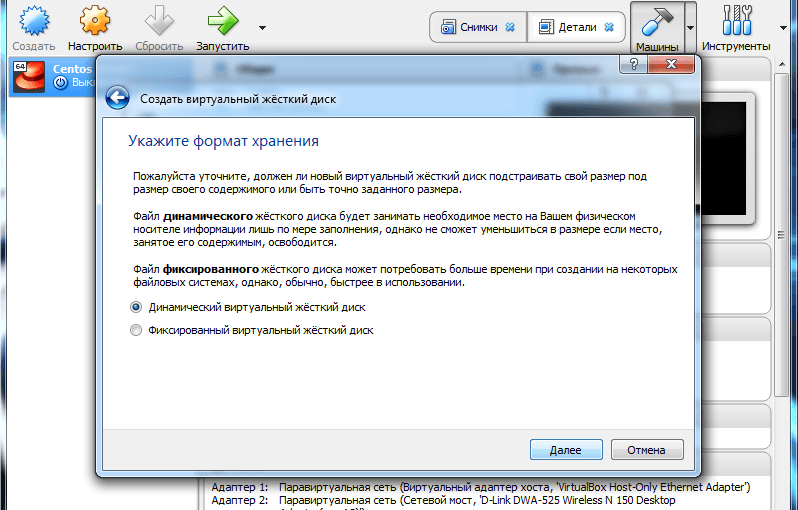 Создать
Настроить
Сбросить
Запустить
Снимки
Детали
Машины
Инструменты
64
Centos
Общие
?
Создать виртуальный жёсткий диск
Укажите формат хранения
Пожалуйста уточните, должен ли новый виртуальный жёсткий диск подстраивать свой размер под
размер своего содержимого или быть точно заданного размера.
Файл динамического жёсткого диска будет занимать необходимое место на Вашем физическом
носителе информации лишь по мере заполнения, однако не сможет уменьшиться в размере если место,
занятое его содержимым, освободится.
Файл фиксированного жёсткого диска может потребовать больше времени при создании на некоторых
файловых системах, однако, обычно, быстрее в использовании.
Динамический виртуальный жёсткий диск
Фиксированный виртуальный жёсткий диск
Далее
Отмена
Адаптер 1: Паравиртуальная сеть (Виртуальный адаптер хоста, 'VirtualBox Host-Only Ethernet Adapter')
Адаптер 2: Паравиртуальная сеть (Сетевой мост, 'D-Link DWA-525 Wireless N 150 Desktop